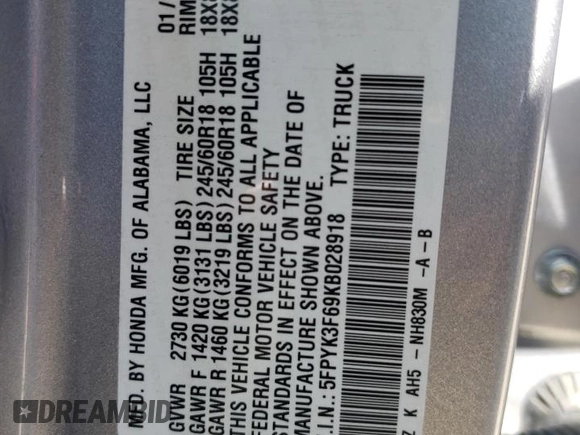 MFD. BY HONDA MFG. OF ALABAMA, LLC 01/
GVWR 2730 KG(6019 LBS) TIRE SIZE RIM
GAWR F 1420 KG(3131 LBS) 245/60R18 105H 18X8
GAWR R 1460 KG(3219 LBS) 245/60R18 105H 18X8
THIS VEHICLE CONFORMS TO ALL APPLICABLE
FEDERAL MOTOR VEHICLE SAFETY
STANDARDS IN EFFECT ON THE DATE OF
MANUFACTURE SHOWN ABOVE.
.I.N.: 5FPYK3F69KB028918 TYPE: TRUCK
K AH5 - NH830M -A -B
DREAMBID